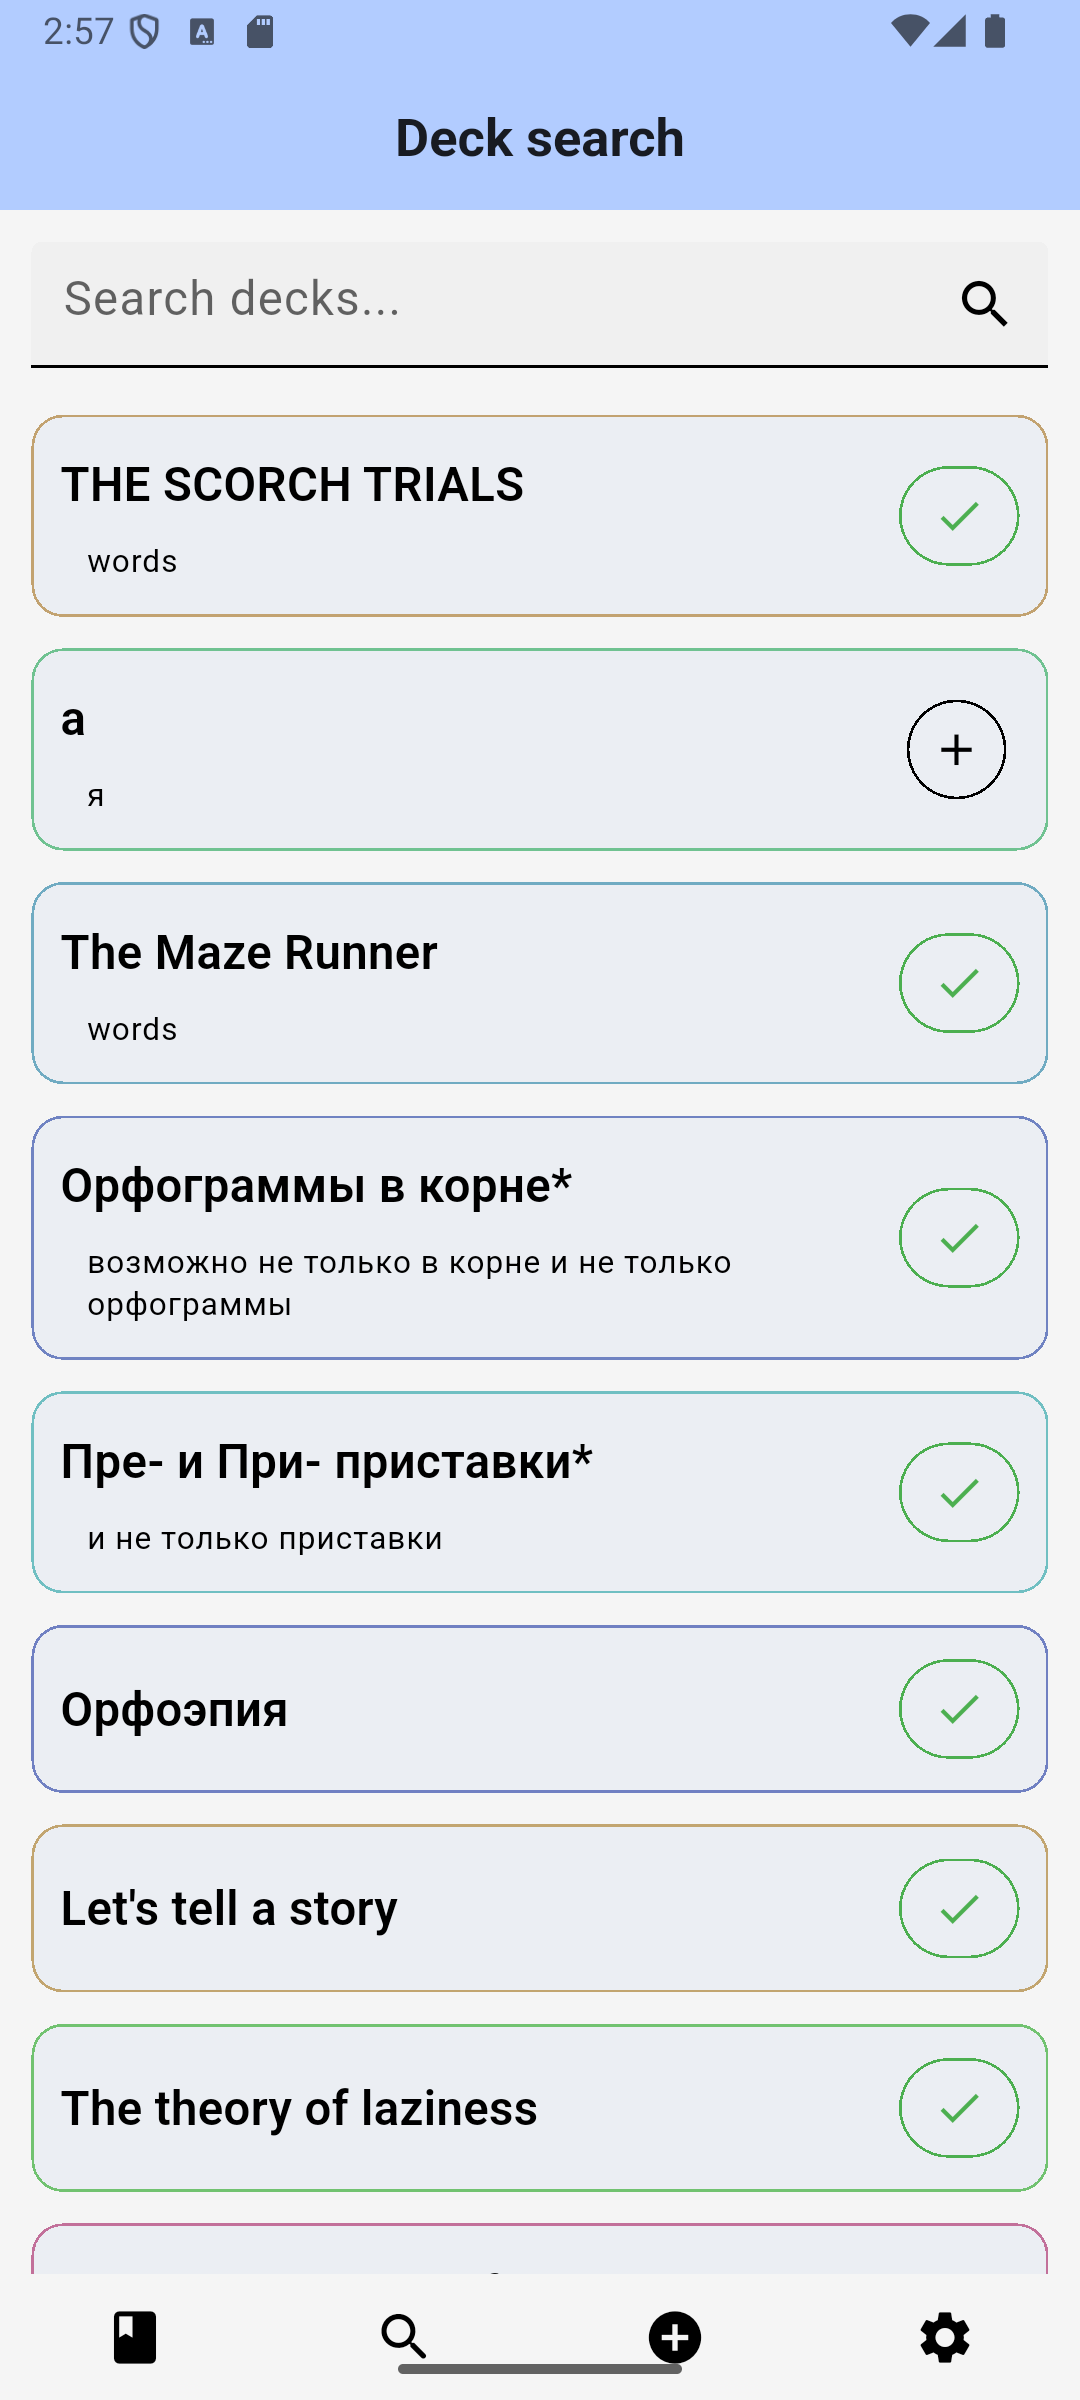 2:57
Deck search
Search decks...
THE SCORCH TRIALS
words
a
я
The Maze Runner
words
Орфограммы в корне*
возможно не только в корне и не только
орфограммы
Пре- и При- приставки*
и не только приставки
Орфоэпия
Let's tell a story
The theory of laziness